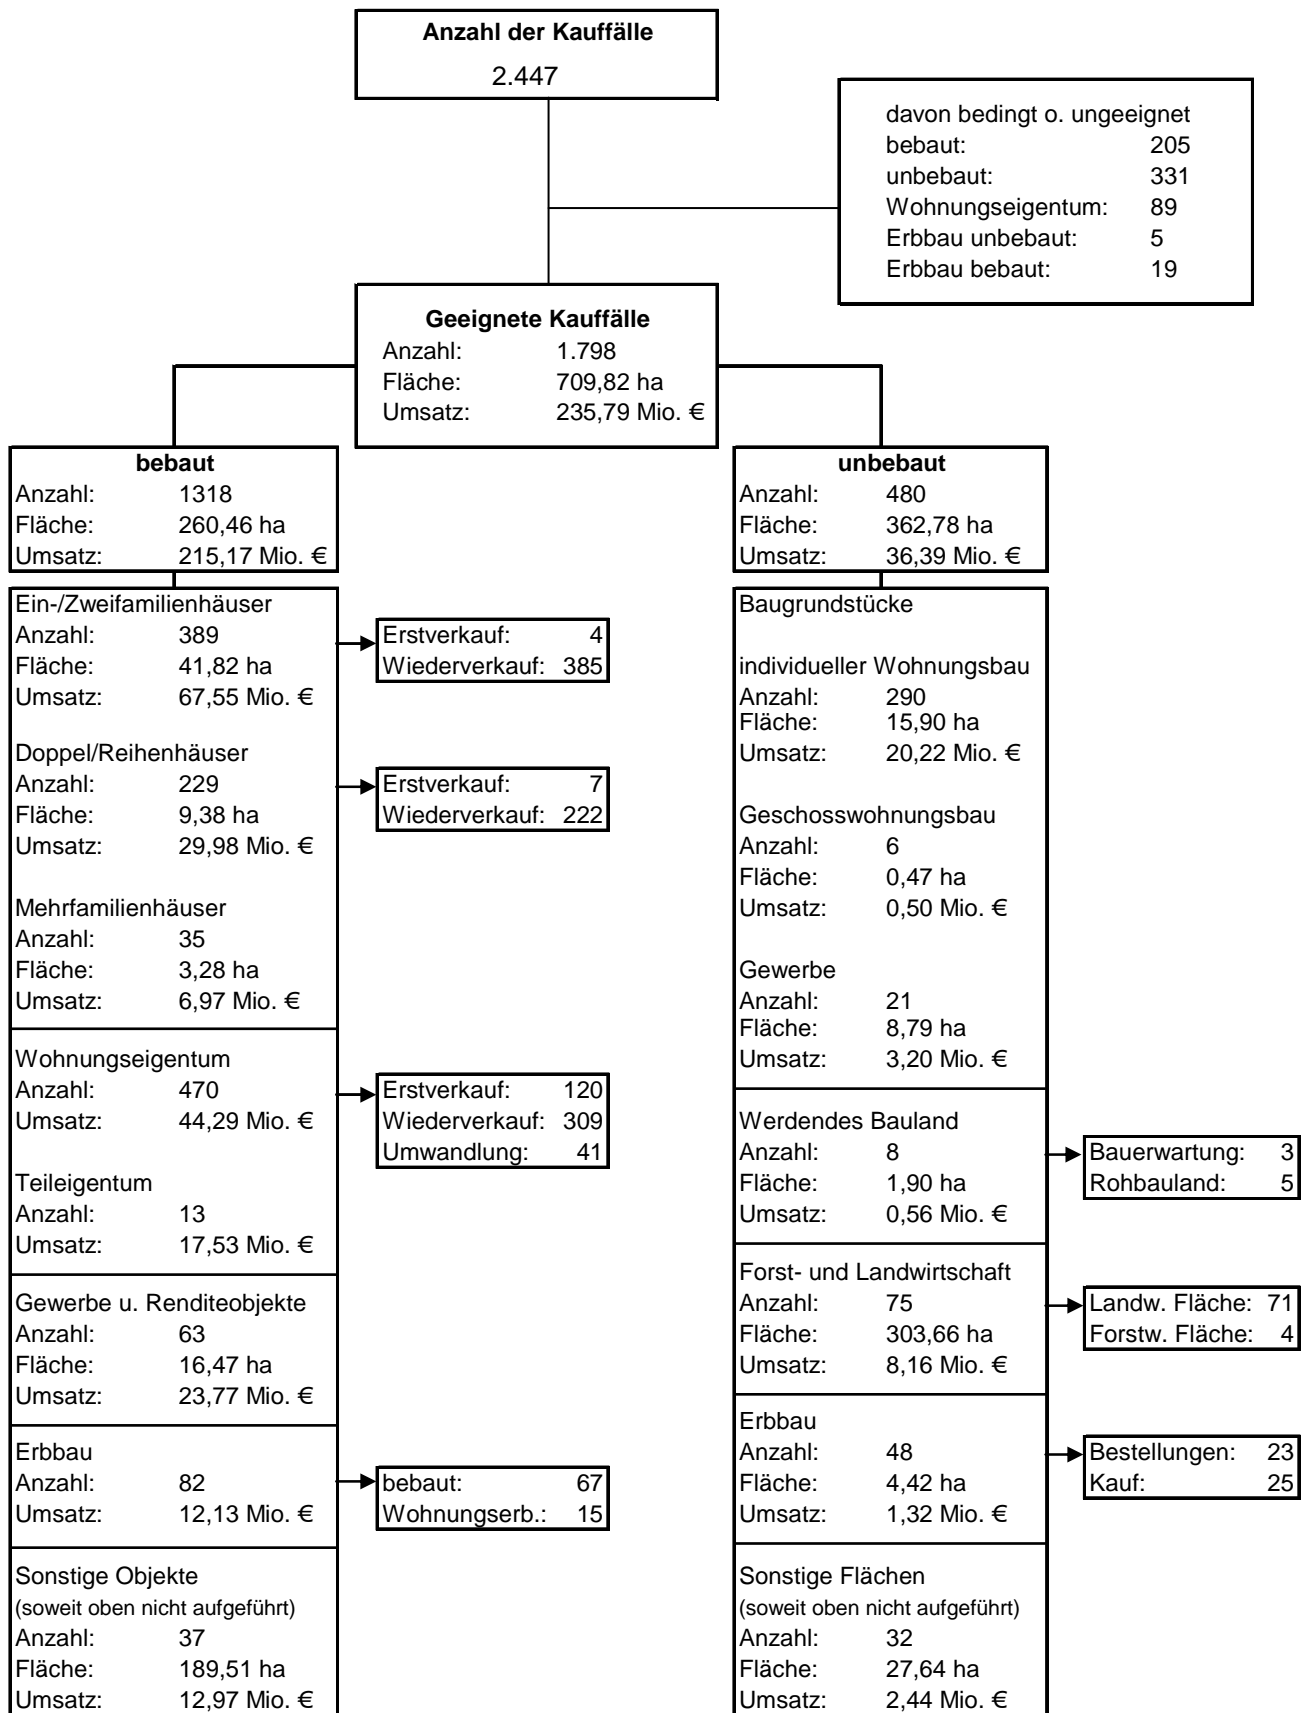 Anzahl der Kauffälle
2.447
davon bedingt o. ungeeignet
bebaut: 205
unbebaut: 331
Wohnungseigentum: 89
Erbbau unbebaut: 5
Erbbau bebaut: 19
Geeignete Kauffälle
Anzahl: 1.798
Fläche: 709,82 ha
Umsatz: 235,79 Mio. €
bebaut
Anzahl: 1318
Fläche: 260,46 ha
Umsatz: 215,17 Mio. €
Ein-/Zweifamilienhäuser
Anzahl: 389
Fläche: 41,82 ha
Umsatz: 67,55 Mio. €
Erstverkauf: 4
Wiederverkauf: 385
Doppel/Reihenhäuser
Anzahl: 229
Fläche: 9,38 ha
Umsatz: 29,98 Mio. €
Erstverkauf: 7
Wiederverkauf: 222
Mehrfamilienhäuser
Anzahl: 35
Fläche: 3,28 ha
Umsatz: 6,97 Mio. €
Wohnungseigentum
Anzahl: 470
Umsatz: 44,29 Mio. €
Erstverkauf: 120
Wiederverkauf: 309
Umwandlung: 41
Teileigentum
Anzahl: 13
Umsatz: 17,53 Mio. €
Gewerbe u. Renditeobjekte
Anzahl: 63
Fläche: 16,47 ha
Umsatz: 23,77 Mio. €
Erbbau
Anzahl: 82
Umsatz: 12,13 Mio. €
bebaut: 67
Wohnungserb.: 15
Sonstige Objekte
(soweit oben nicht aufgeführt)
Anzahl: 37
Fläche: 189,51 ha
Umsatz: 12,97 Mio. €
unbebaut
Anzahl: 480
Fläche: 362,78 ha
Umsatz: 36,39 Mio. €
Baugrundstücke
individueller Wohnungsbau
Anzahl: 290
Fläche: 15,90 ha
Umsatz: 20,22 Mio. €
Geschosswohnungsbau
Anzahl: 6
Fläche: 0,47 ha
Umsatz: 0,50 Mio. €
Gewerbe
Anzahl: 21
Fläche: 8,79 ha
Umsatz: 3,20 Mio. €
Werdendes Bauland
Anzahl: 8
Fläche: 1,90 ha
Umsatz: 0,56 Mio. €
Bauerwartung: 3
Rohbauland: 5
Forst- und Landwirtschaft
Anzahl: 75
Fläche: 303,66 ha
Umsatz: 8,16 Mio. €
Landw. Fläche: 71
Forstw. Fläche: 4
Erbbau
Anzahl: 48
Fläche: 4,42 ha
Umsatz: 1,32 Mio. €
Bestellungen: 23
Kauf: 25
Sonstige Flächen
(soweit oben nicht aufgeführt)
Anzahl: 32
Fläche: 27,64 ha
Umsatz: 2,44 Mio. €